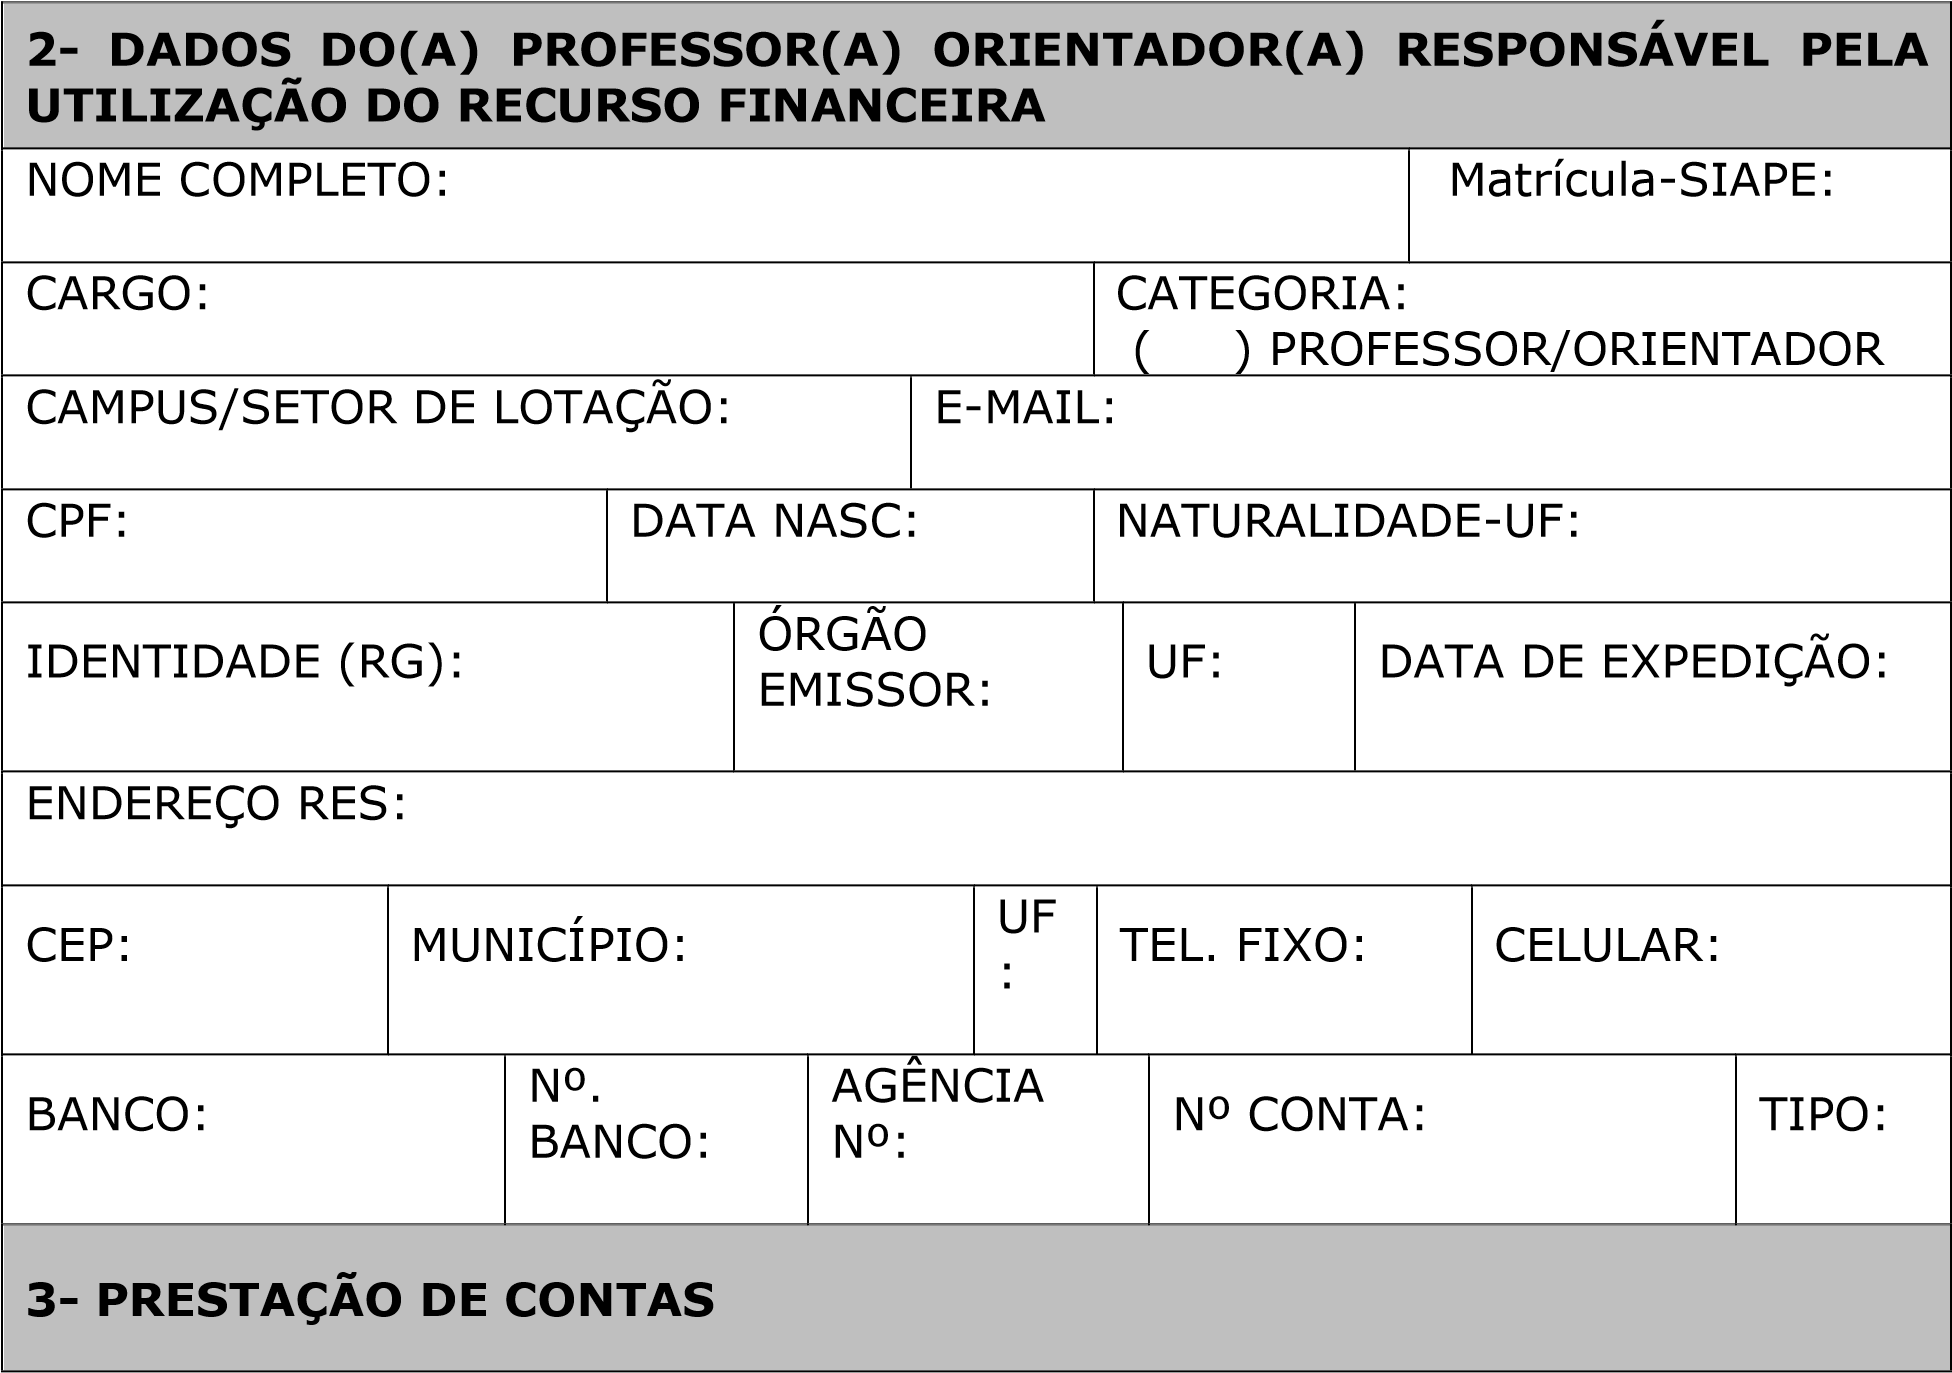 2– DADOS DO(A) PROFESSOR(A) ORIENTADOR(A) RESPONSÁVEL PELA
UTILIZAÇÃO DO RECURSO FINANCEIRA
NOME COMPLETO:
Matrícula-SIAPE:
CARGO:
CATEGORIA:
(     ) PROFESSOR/ORIENTADOR
CAMPUS/SETOR DE LOTAÇÃO:
E-MAIL:
CPF:
DATA NASC:
NATURALIDADE-UF:
IDENTIDADE (RG):
ÓRGÃO
EMISSOR:
UF:
DATA DE EXPEDIÇÃO:
ENDEREÇO RES:
CEP:
MUNICÍPIO:
UF
:
TEL. FIXO:
CELULAR:
BANCO:
Nº.
BANCO:
AGÊNCIA
Nº:
Nº CONTA:
TIPO:
3– PRESTAÇÃO DE CONTAS